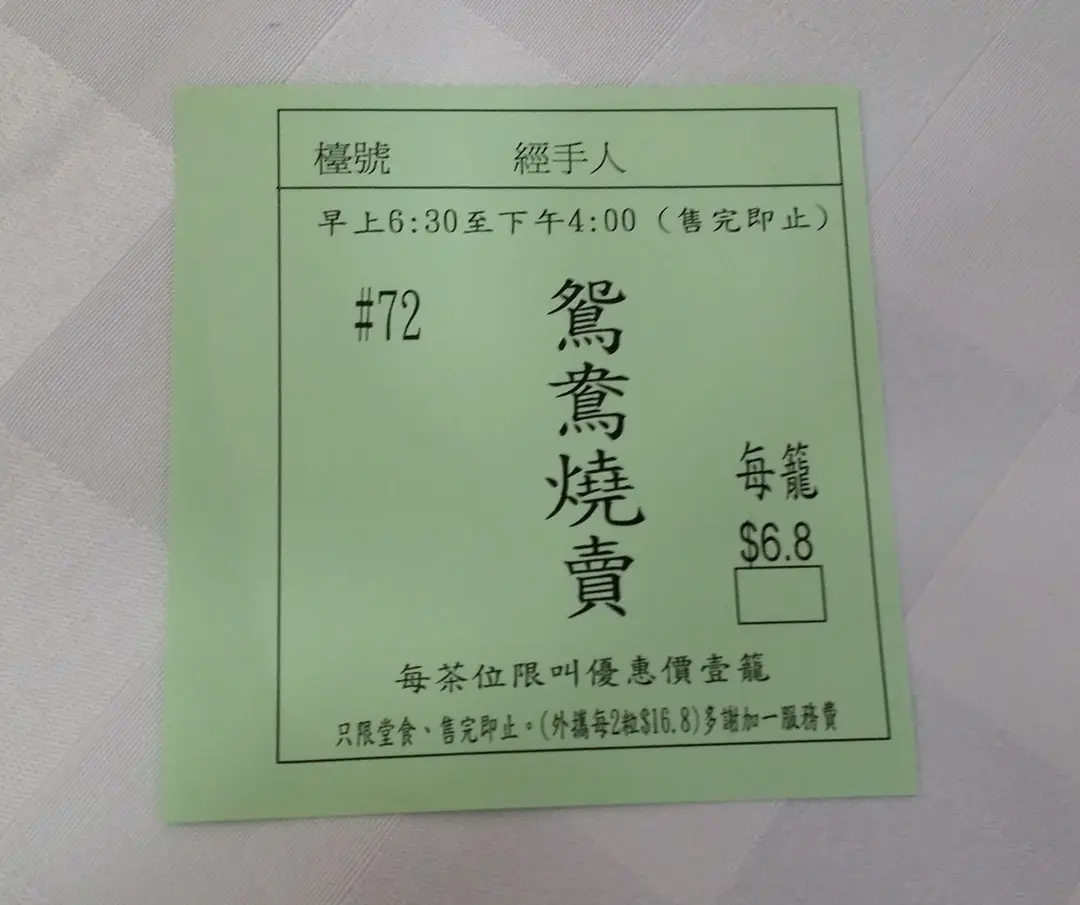 檯號 經手人
早上6:30至下午4:00（售完即止）
#72
鴛鴦燒賣
每籠
$6.8
每茶位限叫優惠價壹籠
只限堂食、售完即止。(外攜每2粒$16.8)多謝加一服務費